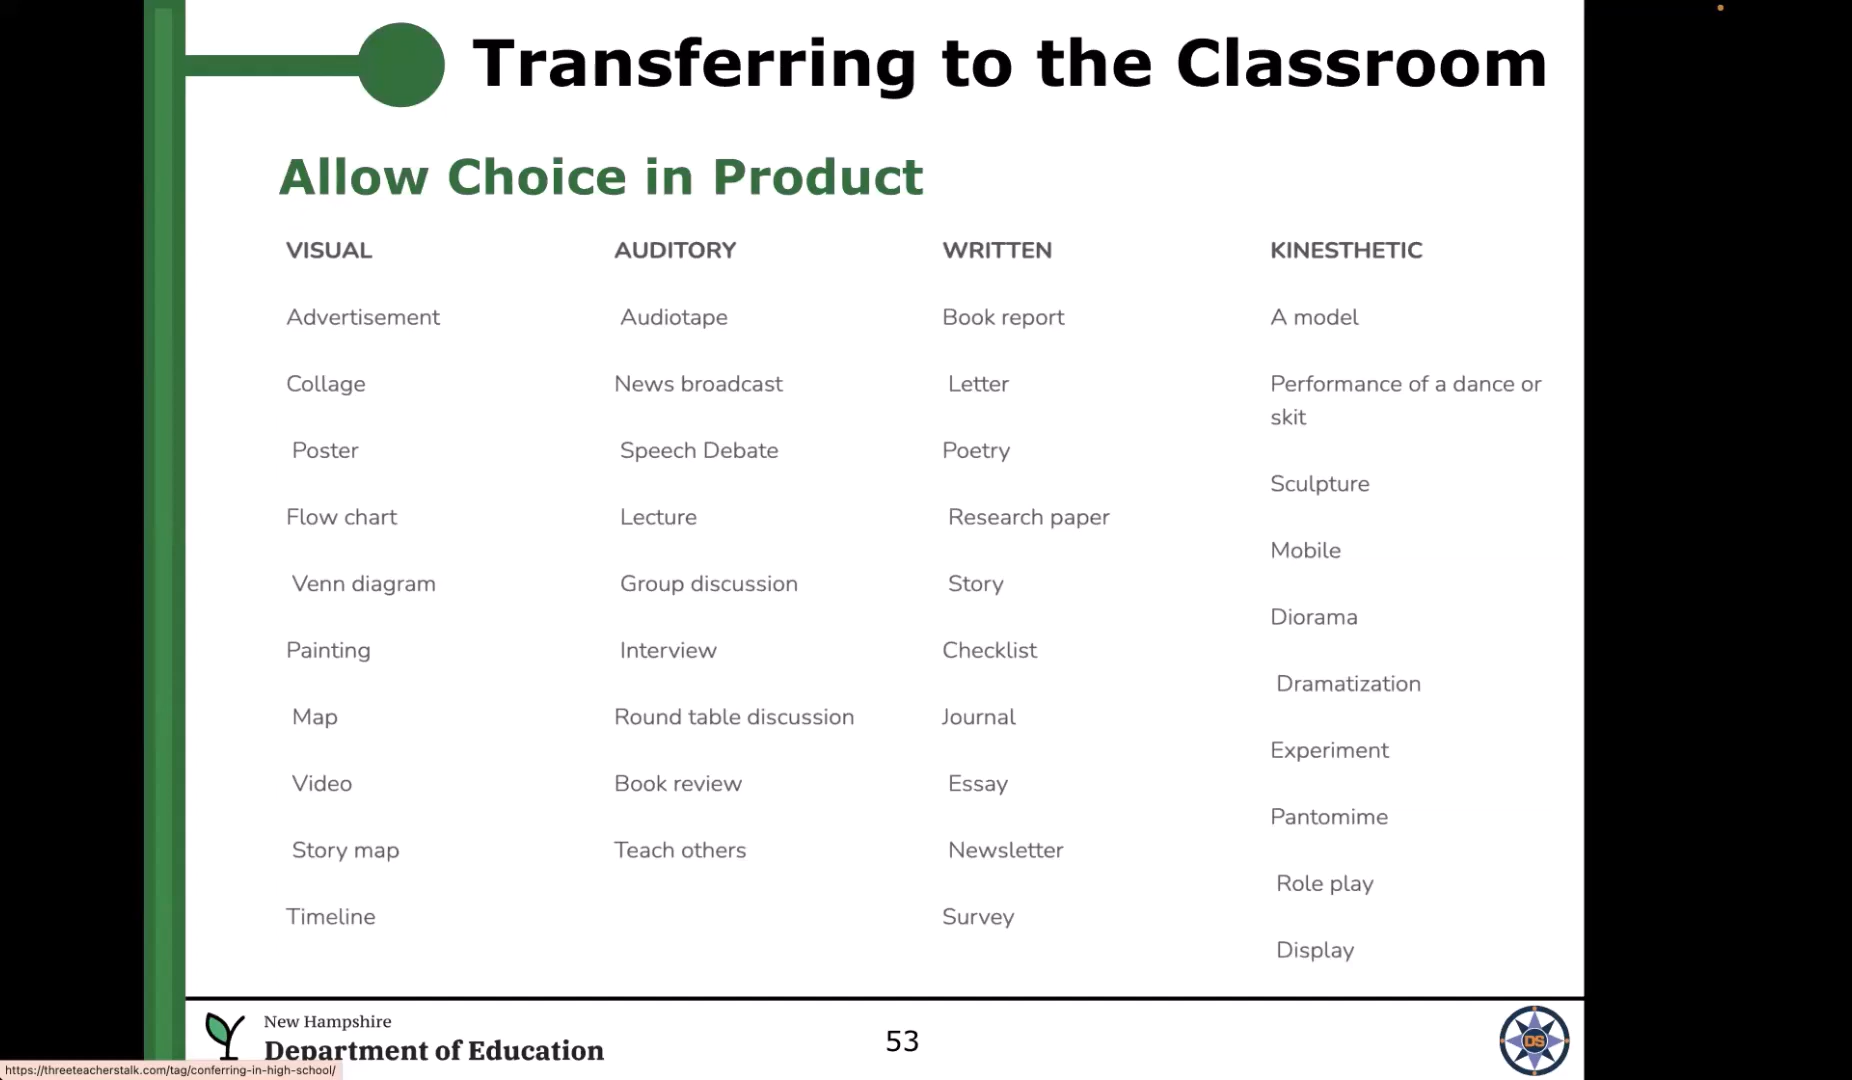 Transferring to the Classroom
Allow Choice in Product
VISUAL
Advertisement
Collage
Poster
Flow chart
Venn diagram
Painting
Map
Video
Story map
Timeline
AUDITORY
Audiotape
News broadcast
Speech Debate
Lecture
Group discussion
Interview
Round table discussion
Book review
Teach others
WRITTEN
Book report
Letter
Poetry
Research paper
Story
Checklist
Journal
Essay
Newsletter
Survey
KINESTHETIC
A model
Performance of a dance or
skit
Sculpture
Mobile
Diorama
Dramatization
Experiment
Pantomime
Role play
Display
New Hampshire
Department of Education
53
DS
https://threeteacherstalk.com/tag/conferring-in-high-school/